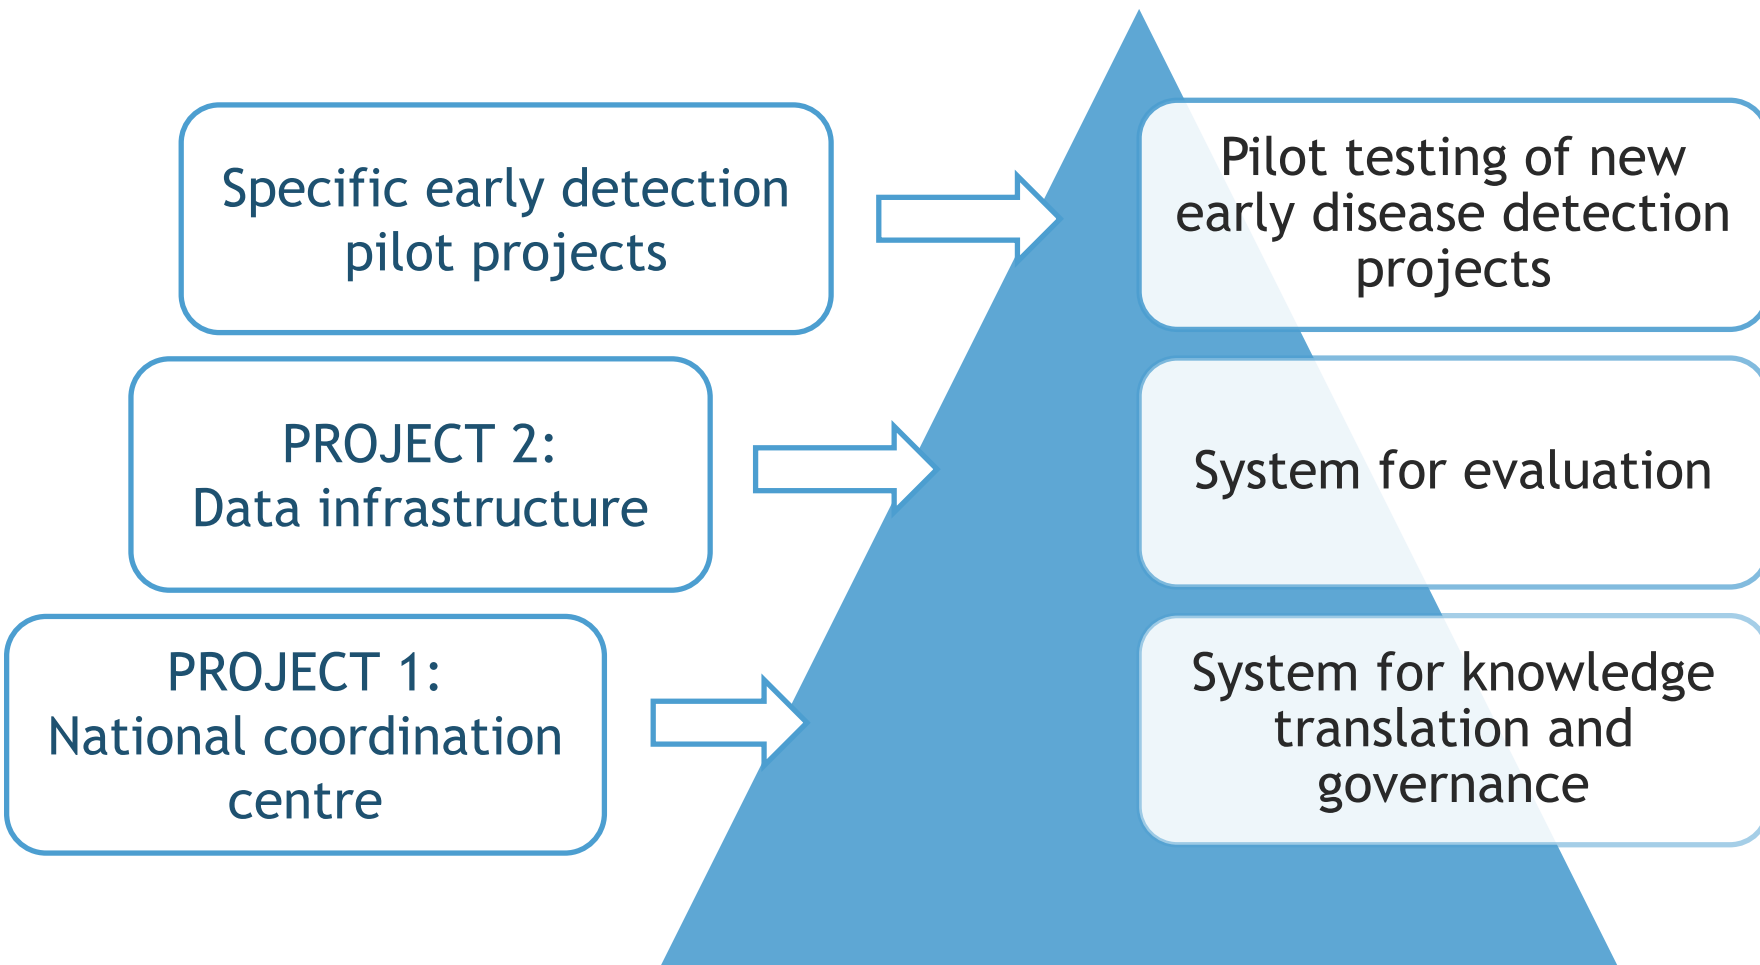 Specific early detection
pilot projects
Pilot testing of new
early disease detection
projects
PROJECT 2:
Data infrastructure
System for evaluation
PROJECT 1:
National coordination
centre
System for knowledge
translation and
governance